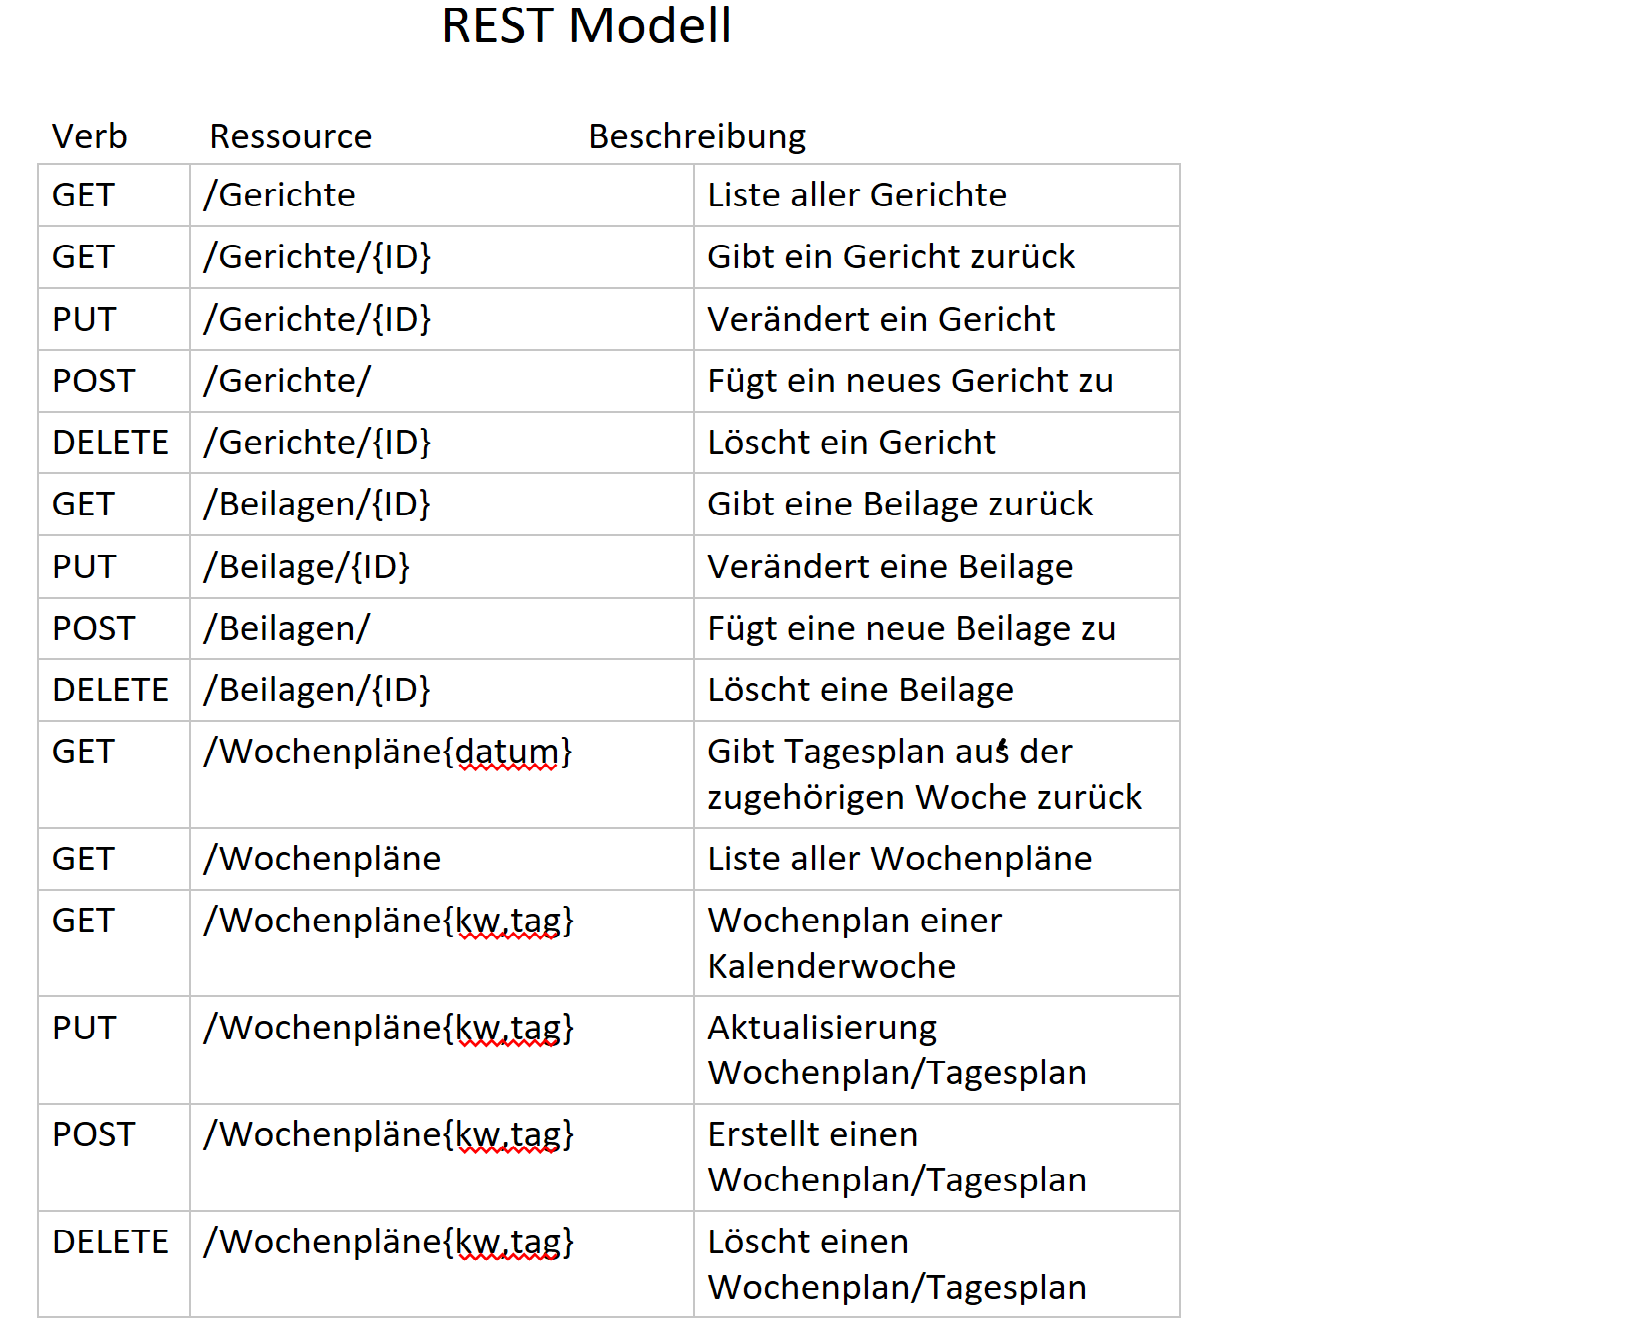 REST Modell
Verb Ressource Beschreibung
GET /Gerichte Liste aller Gerichte
GET /Gerichte/{ID} Gibt ein Gericht zurück
PUT /Gerichte/{ID} Verändert ein Gericht
POST /Gerichte/ Fügt ein neues Gericht zu
DELETE /Gerichte/{ID} Löscht ein Gericht
GET /Beilagen/{ID} Gibt eine Beilage zurück
PUT /Beilage/{ID} Verändert eine Beilage
POST /Beilagen/ Fügt eine neue Beilage zu
DELETE /Beilagen/{ID} Löscht eine Beilage
GET /Wochenpläne{datum} Gibt Tagesplan aus der
zugehörigen Woche zurück
GET /Wochenpläne Liste aller Wochenpläne
GET /Wochenpläne{kw,tag} Wochenplan einer
Kalenderwoche
PUT /Wochenpläne{kw,tag} Aktualisierung
Wochenplan/Tagesplan
POST /Wochenpläne{kw,tag} Erstellt einen
Wochenplan/Tagesplan
DELETE /Wochenpläne{kw,tag} Löscht einen
Wochenplan/Tagesplan